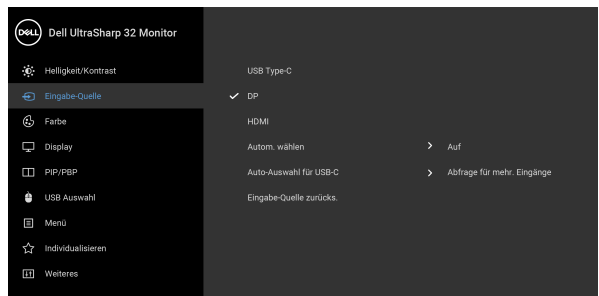 DELL Dell UltraSharp 32 Monitor
Helligkeit/Kontrast USB Type-C
Eingabe-Quelle DP
Farbe HDMI
Display Autom. wählen Auf
PIP/PBP Auto-Auswahl für USB-C Abfrage für mehr. Eingänge
USB Auswahl Eingabe-Quelle zurücks.
Menü
Individualisieren
Weiteres